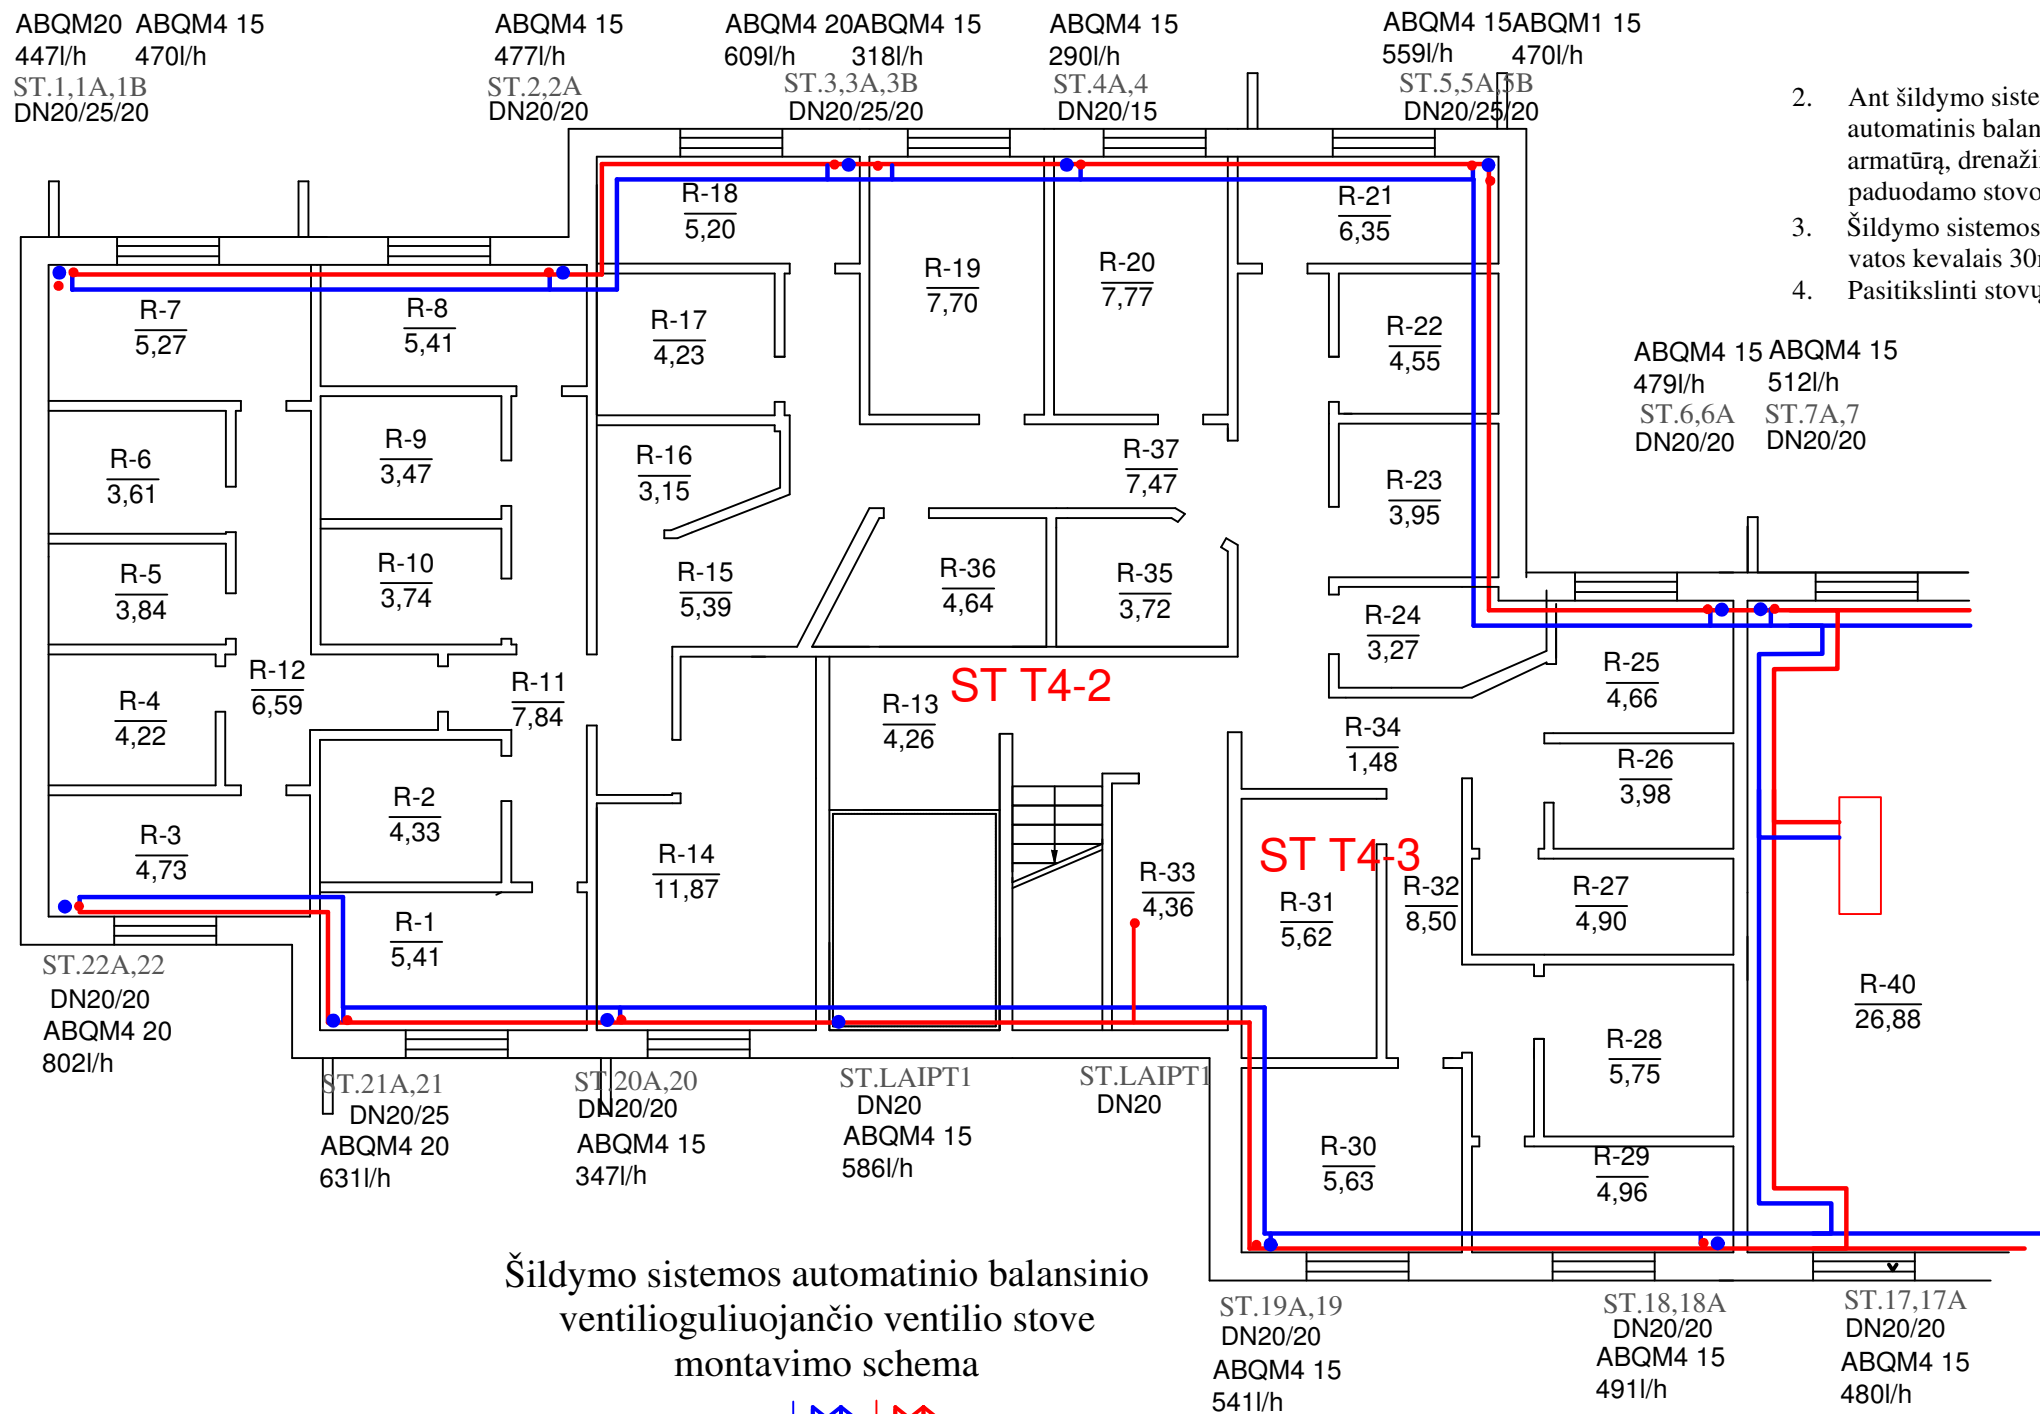 ABQM20 ABQM4 15
447l/h 470l/h
ST.1,1A,1B
DN20/25/20
ABQM4 15
477l/h
ST.2,2A
DN20/20
ABQM4 20 ABQM4 15
609l/h 318l/h
ST.3,3A,3B
DN20/25/20
ABQM4 15
290l/h
ST.4A,4
DN20/15
ABQM4 15 ABQM1 15
559l/h 470l/h
ST.5,5A,5B
DN20/25/20
2. Ant šildymo siste
automatinis balan
armatūrą, drenaži
paduodamo stovo
3. Šildymo sistemos
vatos kevalais 30
4. Pasitikslinti stovų
ABQM4 15 ABQM4 15
479l/h 512l/h
ST.6,6A ST.7A,7
DN20/20 DN20/20
R-18
5,20
R-21
6,35
R-19
7,70
R-20
7,77
R-7
5,27
R-8
5,41
R-17
4,23
R-22
4,55
R-6
3,61
R-9
3,47
R-16
3,15
R-37
7,47
R-23
3,95
R-5
3,84
R-10
3,74
R-15
5,39
R-36
4,64
R-35
3,72
R-24
3,27
R-25
4,66
R-12
6,59
R-11
7,84
R-4
4,22
R-13
4,26
ST T4-2
R-34
1,48
R-26
3,98
R-3
4,73
R-2
4,33
R-14
11,87
R-33
4,36
ST T4-3
R-31
5,62
R-32
8,50
R-27
4,90
R-1
5,41
R-40
26,88
R-28
5,75
R-30
5,63
R-29
4,96
ST.22A,22
DN20/20
ABQM4 20
802l/h
ST.21A,21
DN20/25
ABQM4 20
631l/h
ST.20A,20
DN20/20
ABQM4 15
347l/h
ST.LAIPT1
DN20
ABQM4 15
586l/h
ST.LAIPT1
DN20
ST.19A,19
DN20/20
ABQM4 15
541l/h
ST.18,18A
DN20/20
ABQM4 15
491l/h
ST.17,17A
DN20/20
ABQM4 15
480l/h
Šildymo sistemos automatinio balansinio
ventilioguliuojančio ventilio stove
montavimo schema